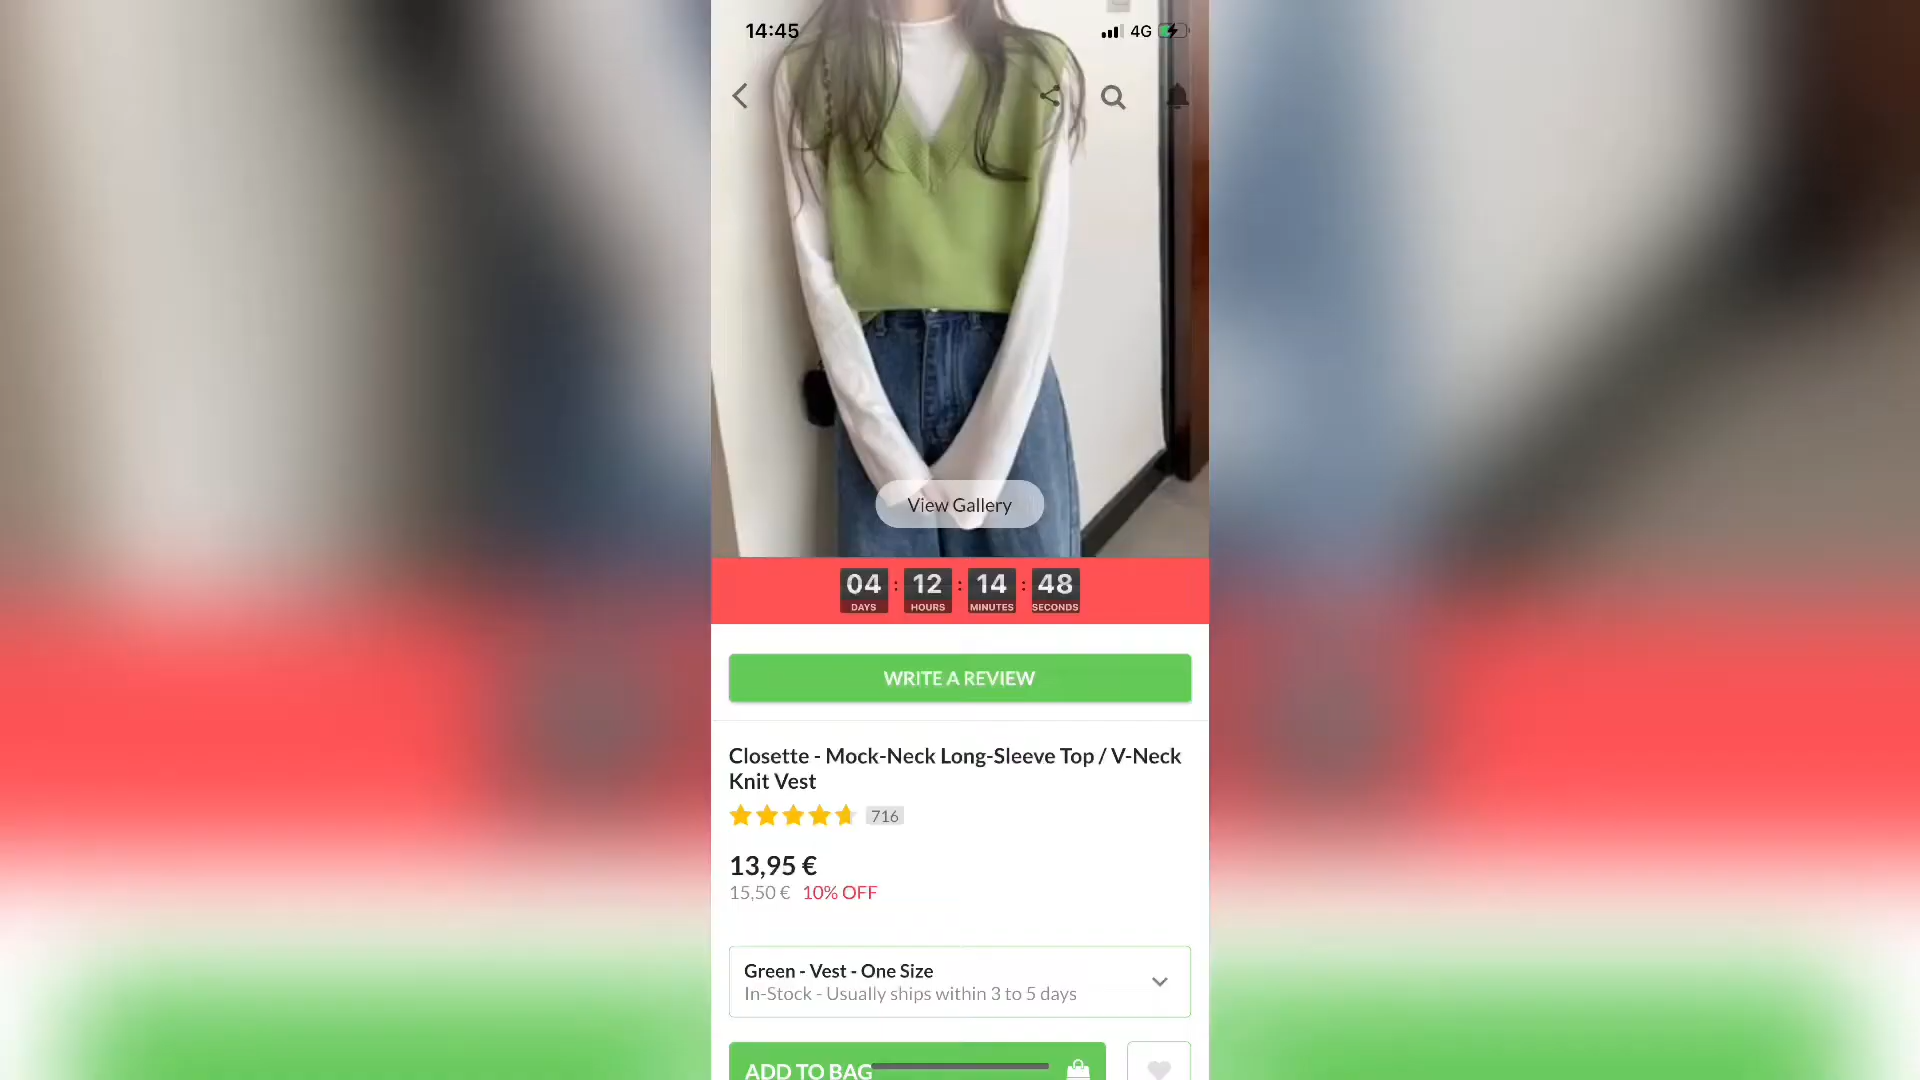 14:45
4G
View Gallery
04 : 12 : 14 : 48
DAYS HOURS MINUTES SECONDS
WRITE A REVIEW
Closette - Mock-Neck Long-Sleeve Top / V-Neck
Knit Vest
716
13,95 €
15,50 € 10% OFF
Green - Vest - One Size
In-Stock - Usually ships within 3 to 5 days
ADD TO BAG